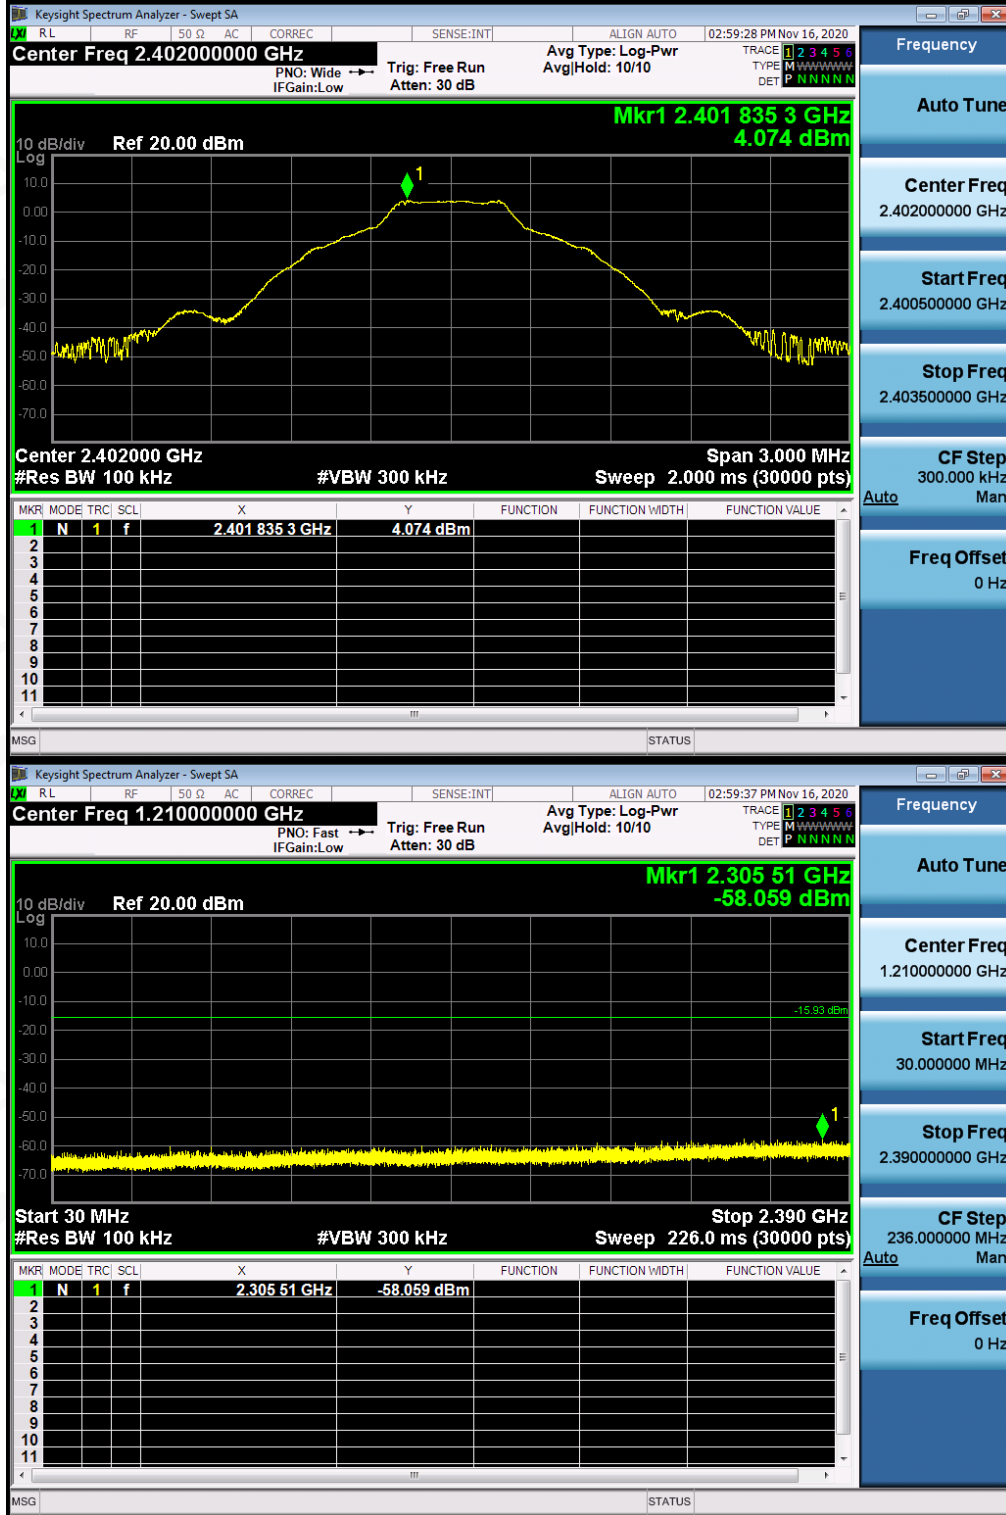 Keysight Spectrum Analyzer - Swept SA
LXI RL RF 50 Ω AC CORREC SENSE:INT ALIGN AUTO 02:59:28 PM Nov 16, 2020
Center Freq 2.402000000 GHz
PNO: Wide
IFGain:Low
Trig: Free Run
Atten: 30 dB
Avg Type: Log-Pwr
Avg|Hold: 10/10
TRACE 1 2 3 4 5 6
TYPE M WWWWW
DET P N N N N N
Mkr1 2.401 835 3 GHz
4.074 dBm
10 dB/div Ref 20.00 dBm
Log
10.0
0.00
-10.0
-20.0
-30.0
-40.0
-50.0
-60.0
-70.0
1
Center 2.402000 GHz Span 3.000 MHz
#Res BW 100 kHz #VBW 300 kHz Sweep 2.000 ms (30000 pts)
MKR MODE TRC SCL X Y FUNCTION FUNCTION WIDTH FUNCTION VALUE
1 N 1 f 2.401 835 3 GHz 4.074 dBm
2
3
4
5
6
7
8
9
10
11
MSG STATUS
Frequency
Auto Tune
Center Freq
2.402000000 GHz
Start Freq
2.400500000 GHz
Stop Freq
2.403500000 GHz
CF Step
300.000 kHz
Auto Man
Freq Offset
0 Hz
Keysight Spectrum Analyzer - Swept SA
LXI RL RF 50 Ω AC CORREC SENSE:INT ALIGN AUTO 02:59:37 PM Nov 16, 2020
Center Freq 1.210000000 GHz
PNO: Fast
IFGain:Low
Trig: Free Run
Atten: 30 dB
Avg Type: Log-Pwr
Avg|Hold: 10/10
TRACE 1 2 3 4 5 6
TYPE M WWWWW
DET P N N N N N
Mkr1 2.305 51 GHz
-58.059 dBm
10 dB/div Ref 20.00 dBm
Log
10.0
0.00
-10.0
-20.0
-30.0
-40.0
-50.0
-60.0
-70.0
-15.93 dBm
1
Start 30 MHz Stop 2.390 GHz
#Res BW 100 kHz #VBW 300 kHz Sweep 226.0 ms (30000 pts)
MKR MODE TRC SCL X Y FUNCTION FUNCTION WIDTH FUNCTION VALUE
1 N 1 f 2.305 51 GHz -58.059 dBm
2
3
4
5
6
7
8
9
10
11
MSG STATUS
Frequency
Auto Tune
Center Freq
1.210000000 GHz
Start Freq
30.000000 MHz
Stop Freq
2.390000000 GHz
CF Step
236.000000 MHz
Auto Man
Freq Offset
0 Hz